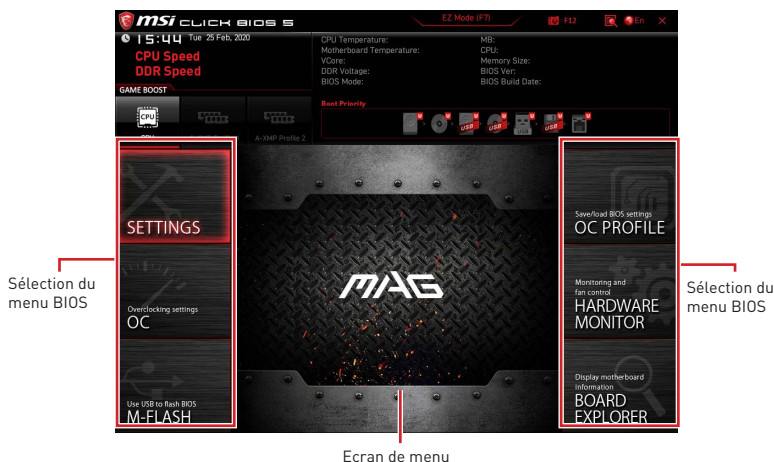 msi CLICK BIOS 5
EZ Mode (F7)
F12
En
15:44 Tue 25 Feb, 2020
CPU Speed
DDR Speed
CPU Temperature:
Motherboard Temperature:
VCore:
DDR Voltage:
BIOS Mode:
MB:
CPU:
Memory Size:
BIOS Ver:
BIOS Build Date:
GAME BOOST
CPU
CPU
A-XMP Profile 2
Boot Priority
U U U U U U U
USB USB USB USB
SETTINGS
Overclocking settings
OC
Use USB to flash BIOS
M-FLASH
MAG
Save/load BIOS settings
OC PROFILE
Monitoring and
fan control
HARDWARE
MONITOR
Display motherboard
information
BOARD
EXPLORER
Sélection du
menu BIOS
Sélection du
menu BIOS
Ecran de menu